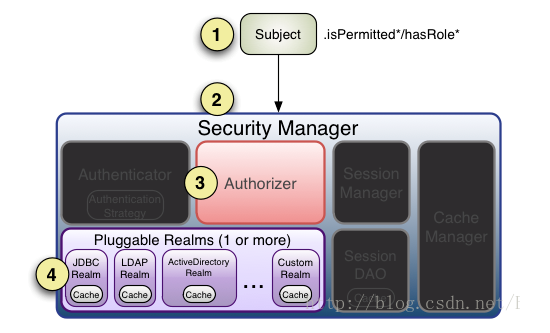 1
Subject
.isPermitted*/hasRole*
2
Security Manager
Authenticator
Authentication
Strategy
3
Authorizer
Session
Manager
Cache
Manager
Pluggable Realms (1 or more)
4
JDBC
Realm
Cache
LDAP
Realm
Cache
ActiveDirectory
Realm
Cache
...
Custom
Realm
Cache
Session
DAO
http://blog.csdn.net/